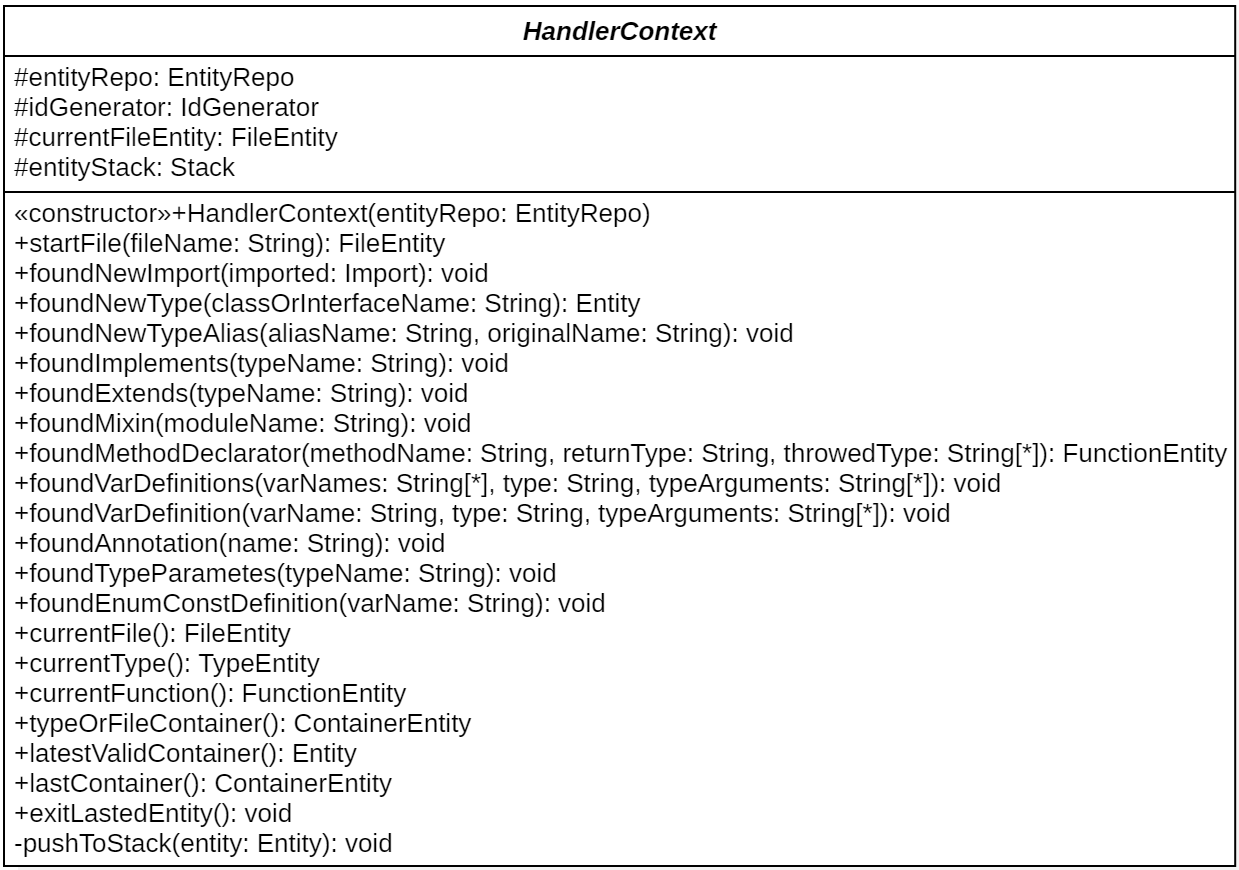 HandlerContext
#entityRepo: EntityRepo
#idGenerator: IdGenerator
#currentFileEntity: FileEntity
#entityStack: Stack
«constructor»+HandlerContext(entityRepo: EntityRepo)
+startFile(fileName: String): FileEntity
+foundNewImport(imported: Import): void
+foundNewType(classOrInterfaceName: String): Entity
+foundNewTypeAlias(aliasName: String, originalName: String): void
+foundImplements(typeName: String): void
+foundExtends(typeName: String): void
+foundMixin(moduleName: String): void
+foundMethodDeclarator(methodName: String, returnType: String, throwedType: String[*]): FunctionEntity
+foundVarDefinitions(varNames: String[*], type: String, typeArguments: String[*]): void
+foundVarDefinition(varName: String, type: String, typeArguments: String[*]): void
+foundAnnotation(name: String): void
+foundTypeParametes(typeName: String): void
+foundEnumConstDefinition(varName: String): void
+currentFile(): FileEntity
+currentType(): TypeEntity
+currentFunction(): FunctionEntity
+typeOrFileContainer(): ContainerEntity
+latestValidContainer(): Entity
+lastContainer(): ContainerEntity
+exitLastedEntity(): void
-pushToStack(entity: Entity): void